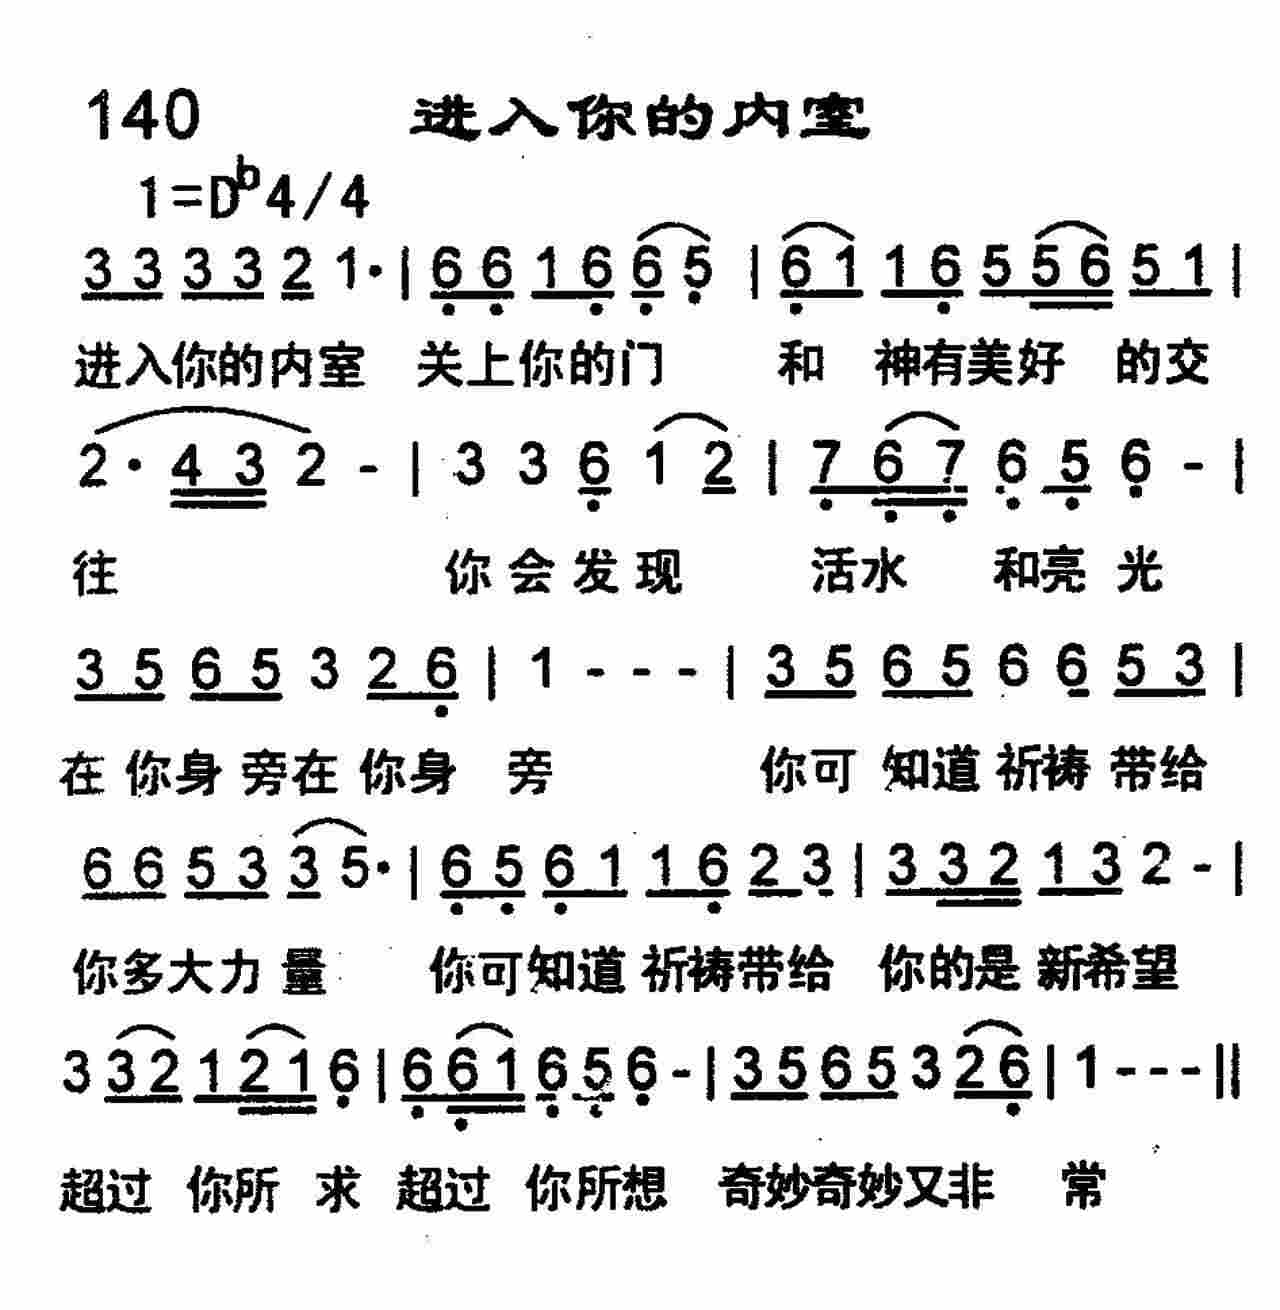 140 进入你的内室
1=D♭4/4
3 3 3 3 2 1· | 6 6 1 6 6 5 | 6 1 1 6 5 5 6 5 1 |
进入你的内室 关上你的门 和 神有美好 的交
2· 4 3 2 - | 3 3 6 1 2 | 7 6 7 6 5 6 - |
往 你会发现 活水 和亮光
3 5 6 5 3 2 6 | 1 - - - | 3 5 6 5 6 6 5 3 |
在你身旁在你身 旁 你可知道祈祷带给
6 6 5 3 3 5· | 6 5 6 1 1 6 2 3 | 3 3 2 1 3 2 - |
你多大力量 你可知道祈祷带给 你的是新希望
3 3 2 1 2 1 6 | 6 6 1 6 5 6 - | 3 5 6 5 3 2 6 | 1 - - - ||
超过 你所 求 超过 你所想 奇妙奇妙又非 常